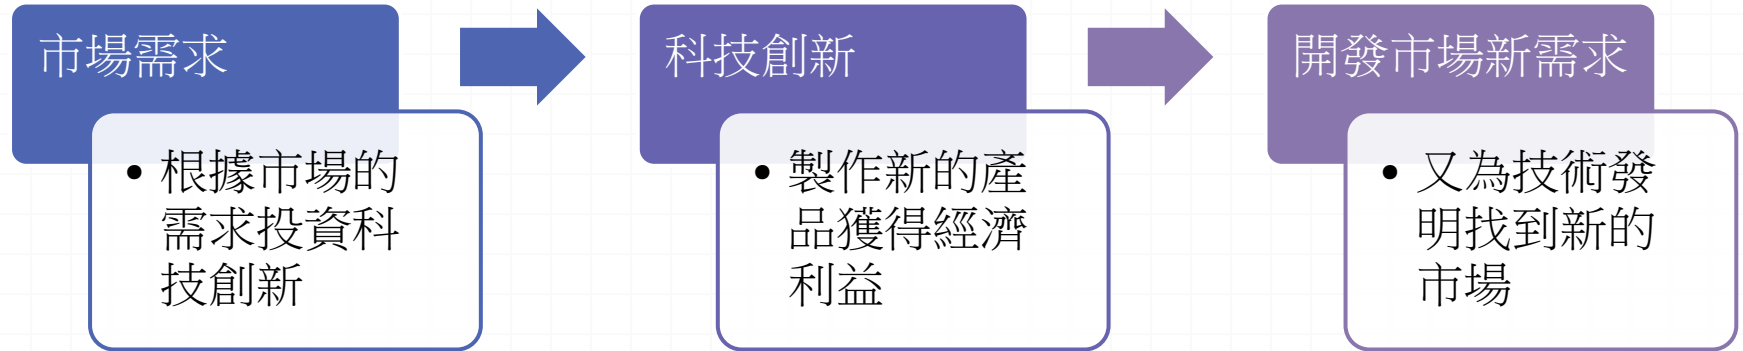 市場需求
• 根據市場的
需求投資科
技創新
科技創新
• 製作新的產
品獲得經濟
利益
開發市場新需求
• 又為技術發
明找到新的
市場